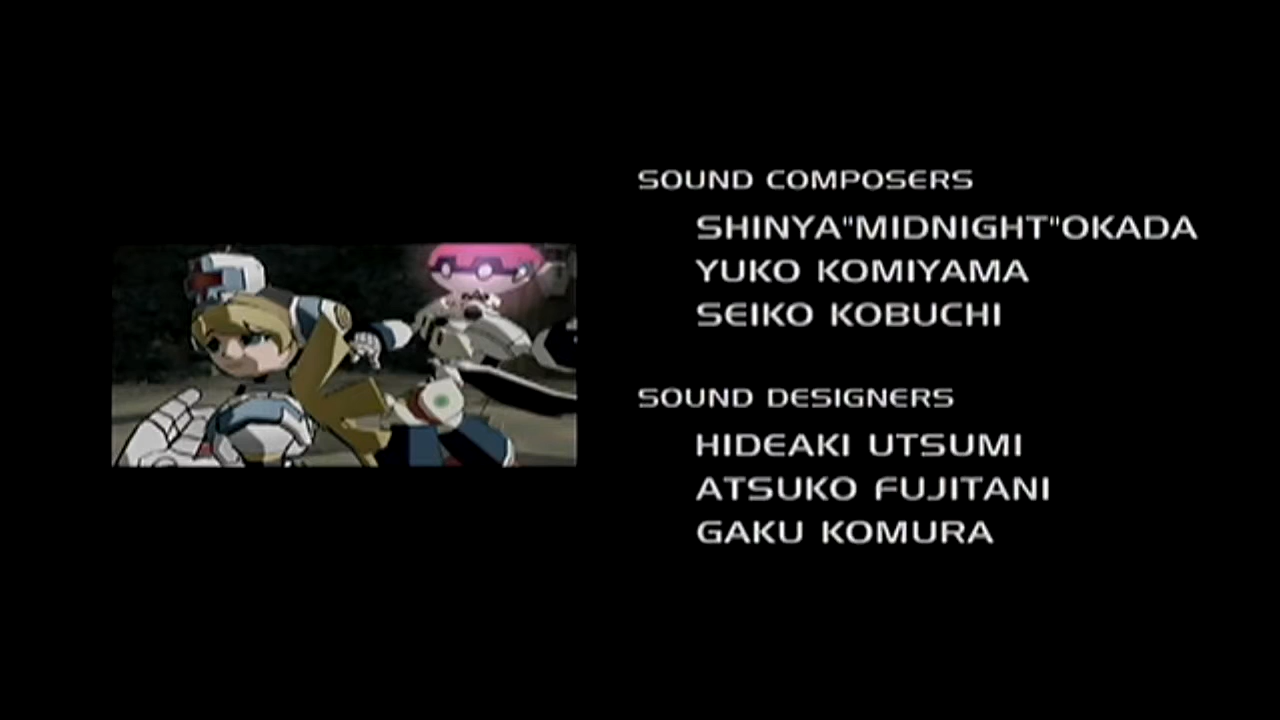 SOUND COMPOSERS
SHINYA"MIDNIGHT"OKADA
YUKO KOMIYAMA
SEIKO KOBUCHI
SOUND DESIGNERS
HIDEAKI UTSUMI
ATSUKO FUJITANI
GAKU KOMURA